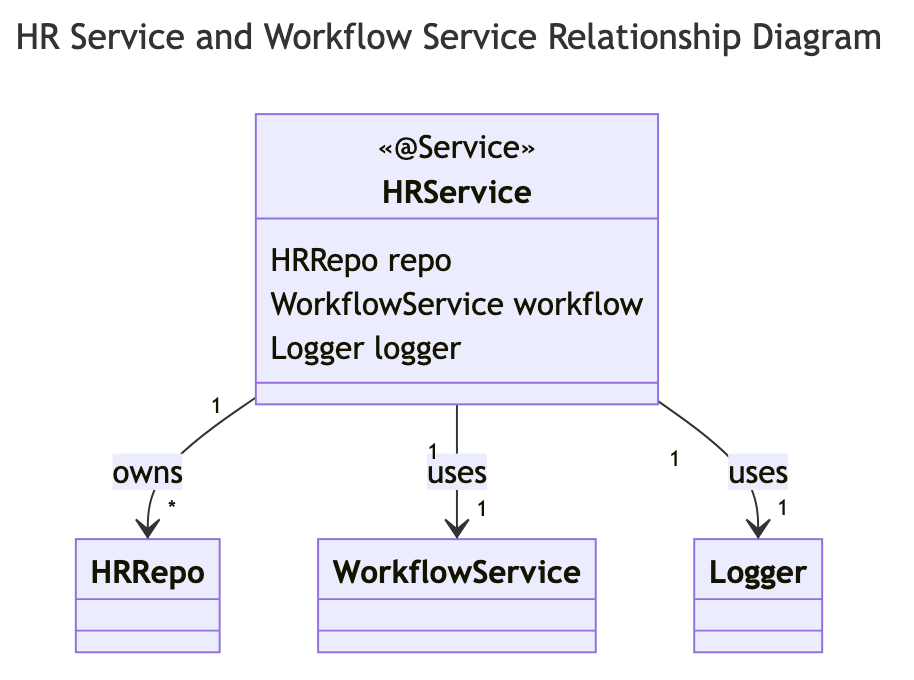 HR Service and Workflow Service Relationship Diagram
«@Service»
HRService
HRRepo repo
WorkflowService workflow
Logger logger
1
1
1
owns
uses
uses
*
1
1
HRRepo
WorkflowService
Logger